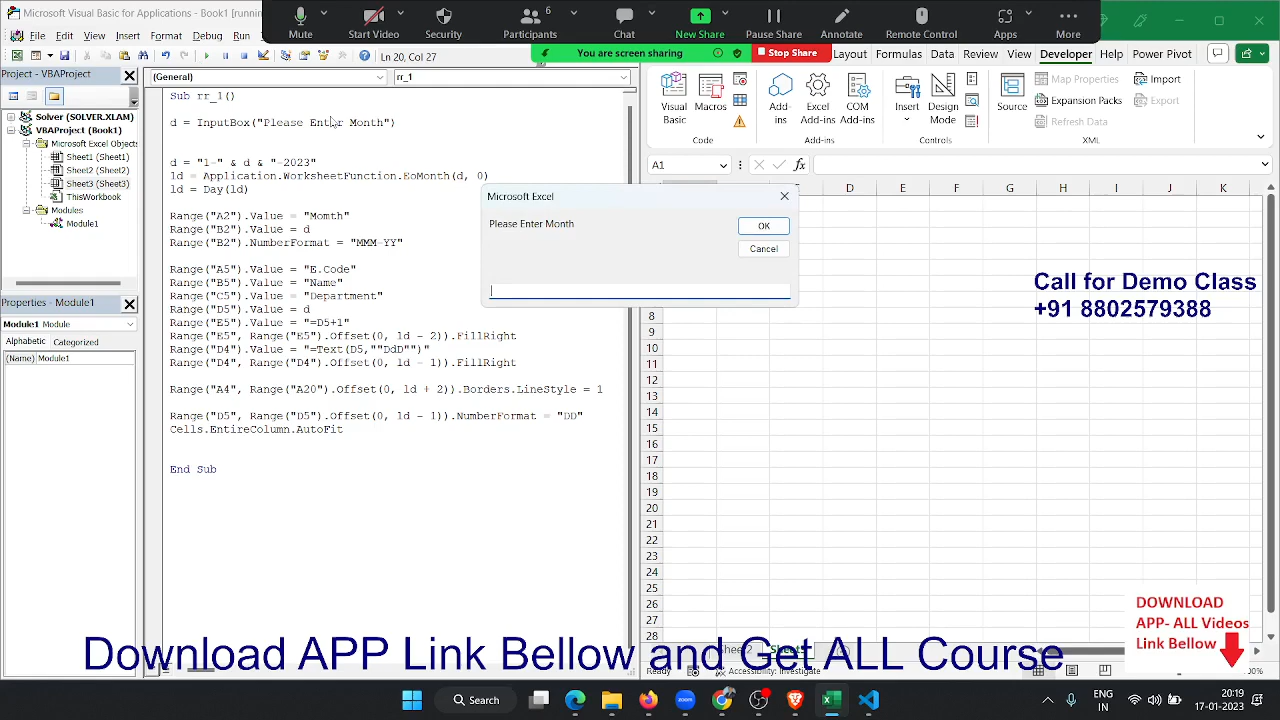 Microsoft Visual Basic for Applications - Book1 [running
File Edit View Insert Format Debug Run
Ln 20, Col 27
Mute
Start Video
Security
6
Participants
Chat
New Share
Pause Share
Annotate
Remote Control
Apps
More
You are screen sharing
Stop Share
Layout
Formulas
Data
Review
View
Developer
Help
Power Pivot
Project - VBAProject
Solver (SOLVER.XLAM)
VBAProject (Book1)
Microsoft Excel Objects
Sheet1 (Sheet1)
Sheet2 (Sheet2)
Sheet3 (Sheet3)
ThisWorkbook
Modules
Module1
Properties - Module1
Module1 Module
Alphabetic
Categorized
(Name) Module1
(General)
rr_1
Sub rr_1()
d = InputBox("Please Enter Month")
d = "1-" & d & "-2023"
ld = Application.WorksheetFunction.EoMonth(d, 0)
ld = Day(ld)
Range("A2").Value = "Momth"
Range("B2").Value = d
Range("B2").NumberFormat = "MMM-YY"
Range("A5").Value = "E.Code"
Range("B5").Value = "Name"
Range("C5").Value = "Department"
Range("D5").Value = d
Range("E5").Value = "=D5+1"
Range("E5", Range("E5").Offset(0, ld - 2)).FillRight
Range("D4").Value = "=Text(D5,""DdD"")"
Range("D4", Range("D4").Offset(0, ld - 1)).FillRight
Range("A4", Range("A20").Offset(0, ld + 2)).Borders.LineStyle = 1
Range("D5", Range("D5").Offset(0, ld - 1)).NumberFormat = "DD"
Cells.EntireColumn.AutoFit
End Sub
Visual Basic
Macros
Code
Add-ins
Excel Add-ins
COM Add-ins
Add-ins
Insert
Design Mode
Controls
Source
Map Properties
Expansion Packs
Refresh Data
Import
Export
XML
A1
fx
D E F G H I J K
Microsoft Excel
Please Enter Month
OK
Cancel
Call for Demo Class
+91 8802579388
8
9
10
11
12
13
14
15
16
17
18
19
20
21
22
23
24
25
26
27
28
DOWNLOAD
APP- ALL Videos
Link Bellow
Download APP Link Bellow and Get ALL Course
Ready
Accessibility: Investigate
Search
ENG
IN
20:19
17-01-2023